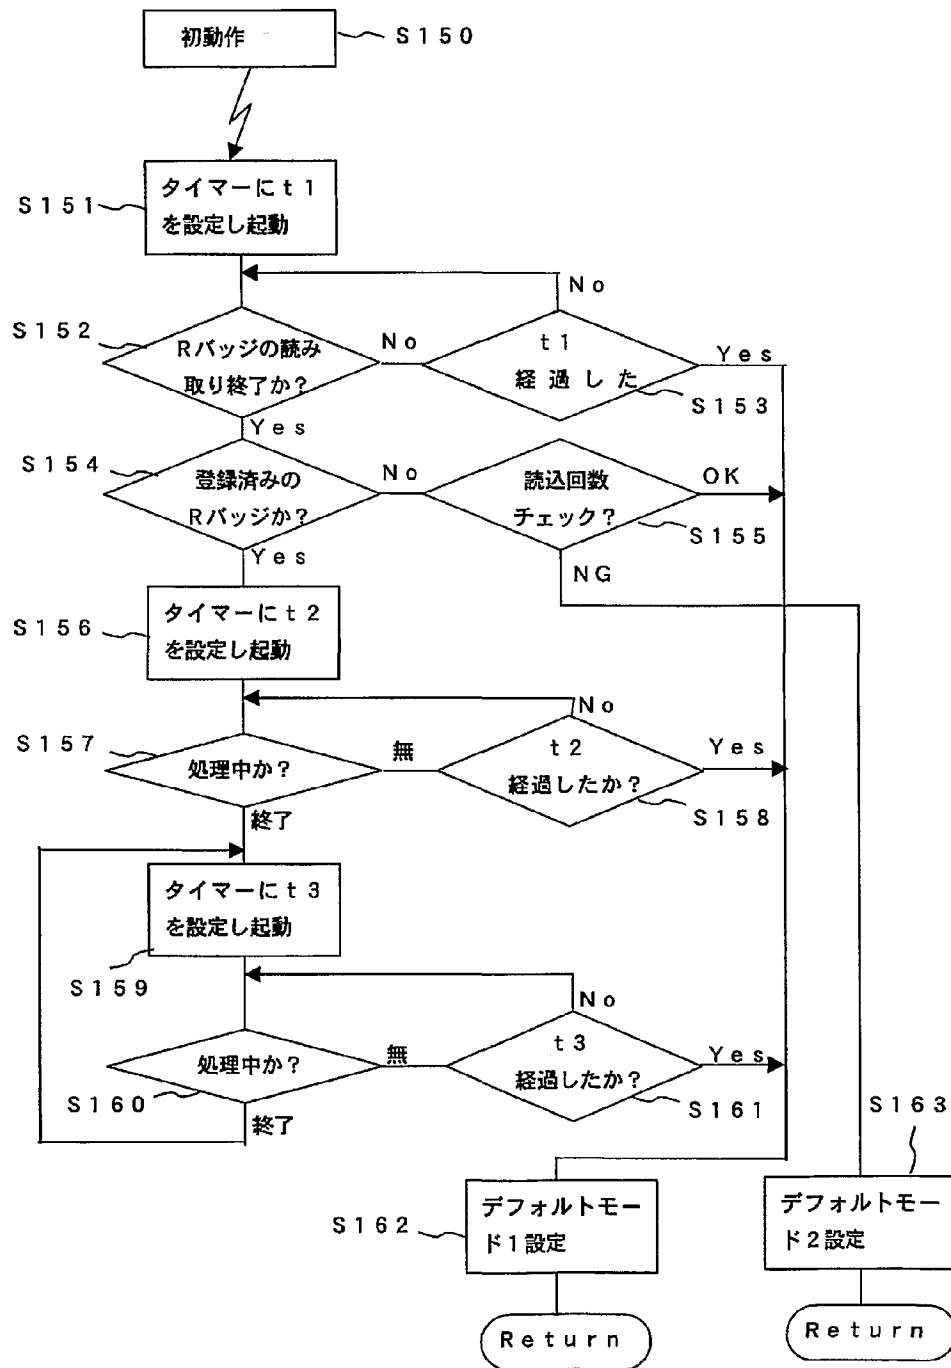 初動作
S150
タイマーにt1
を設定し起動
S151
No
S152
Rバッジの読み
取り終了か?
No
t1
経過した
Yes
S153
Yes
S154
登録済みの
Rバッジか?
No
読込回数
チェック?
OK
S155
Yes
NG
S156
タイマーにt2
を設定し起動
No
S157
処理中か?
無
t2
経過したか?
Yes
S158
終了
タイマーにt3
を設定し起動
S159
No
処理中か?
無
t3
経過したか?
Yes
S160
S161
終了
S163
S162
デフォルトモー
ド1設定
デフォルトモー
ド2設定
Return
Return